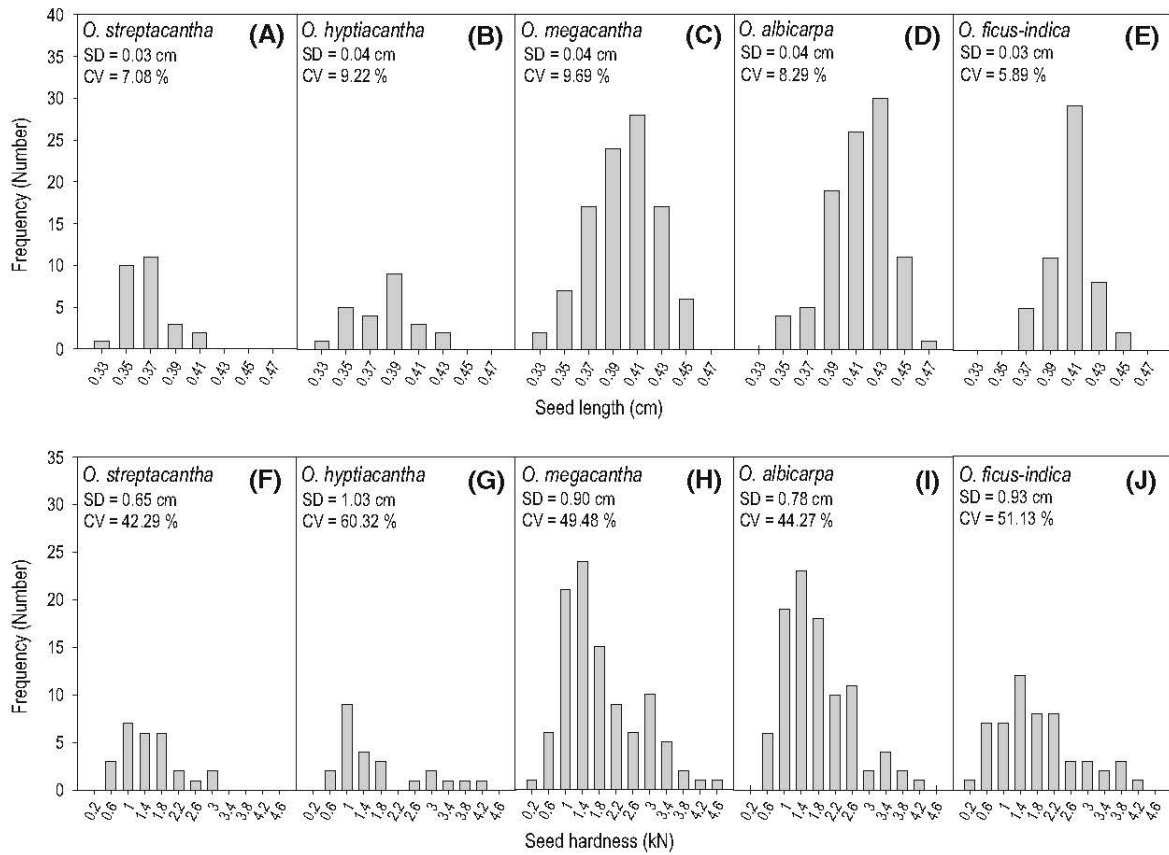 Frequency (Number)
40
35
30
25
20
15
10
5
0
O. streptacantha (A)
SD = 0.03 cm
CV = 7.08 %
O. hyptiacantha (B)
SD = 0.04 cm
CV = 9.22 %
O. megacantha (C)
SD = 0.04 cm
CV = 9.69 %
O. albicarpa (D)
SD = 0.04 cm
CV = 8.29 %
O. ficus-indica (E)
SD = 0.03 cm
CV = 5.89 %
0.33 0.35 0.37 0.39 0.41 0.43 0.45 0.47
0.33 0.35 0.37 0.39 0.41 0.43 0.45 0.47
0.33 0.35 0.37 0.39 0.41 0.43 0.45 0.47
0.33 0.35 0.37 0.39 0.41 0.43 0.45 0.47
0.33 0.35 0.37 0.39 0.41 0.43 0.45 0.47
Seed length (cm)
Frequency (Number)
35
30
25
20
15
10
5
0
O. streptacantha (F)
SD = 0.65 cm
CV = 42.29 %
O. hyptiacantha (G)
SD = 1.03 cm
CV = 60.32 %
O. megacantha (H)
SD = 0.90 cm
CV = 49.48 %
O. albicarpa (I)
SD = 0.78 cm
CV = 44.27 %
O. ficus-indica (J)
SD = 0.93 cm
CV = 51.13 %
0.2 0.6 1 1.4 1.8 2.2 2.6 3 3.4 3.8 4.2 4.6
0.2 0.6 1 1.4 1.8 2.2 2.6 3 3.4 3.8 4.2 4.6
0.2 0.6 1 1.4 1.8 2.2 2.6 3 3.4 3.8 4.2 4.6
0.2 0.6 1 1.4 1.8 2.2 2.6 3 3.4 3.8 4.2 4.6
0.2 0.6 1 1.4 1.8 2.2 2.6 3 3.4 3.8 4.2 4.6
Seed hardness (kN)